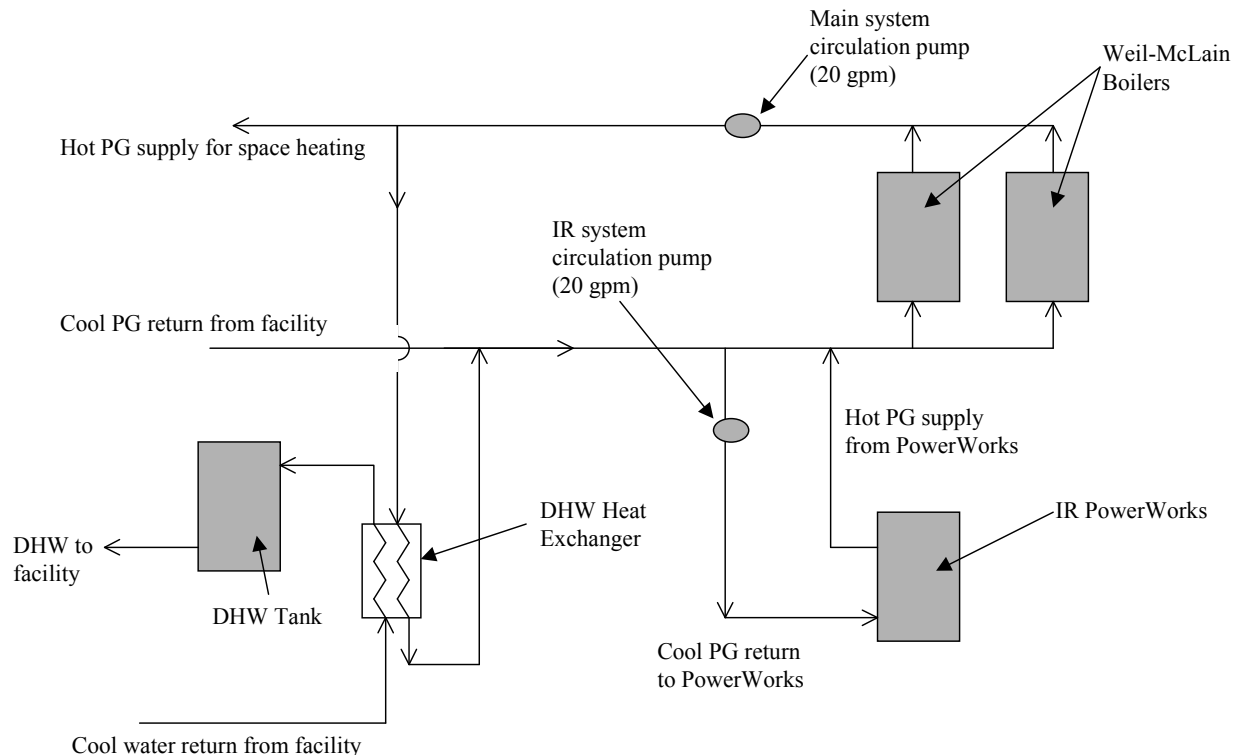 Main system
circulation pump
(20 gpm)
Weil-McLain
Boilers
Hot PG supply for space heating
IR system
circulation pump
(20 gpm)
Cool PG return from facility
Hot PG supply
from PowerWorks
DHW Heat
Exchanger
IR PowerWorks
DHW to
facility
DHW Tank
Cool PG return
to PowerWorks
Cool water return from facility